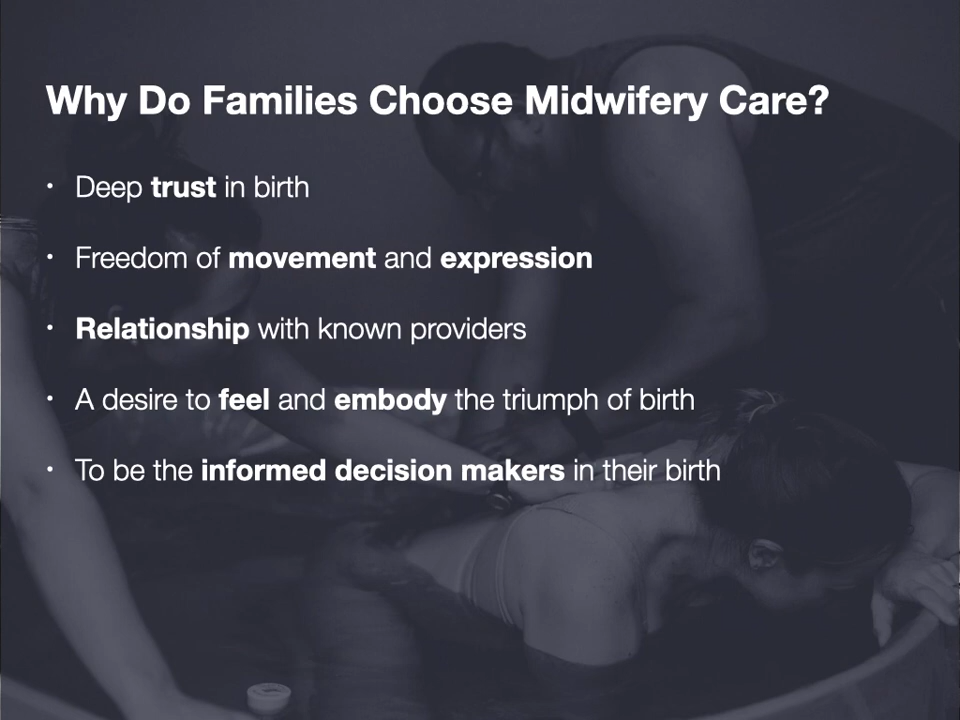 Why Do Families Choose Midwifery Care?
• Deep trust in birth
• Freedom of movement and expression
• Relationship with known providers
• A desire to feel and embody the triumph of birth
• To be the informed decision makers in their birth